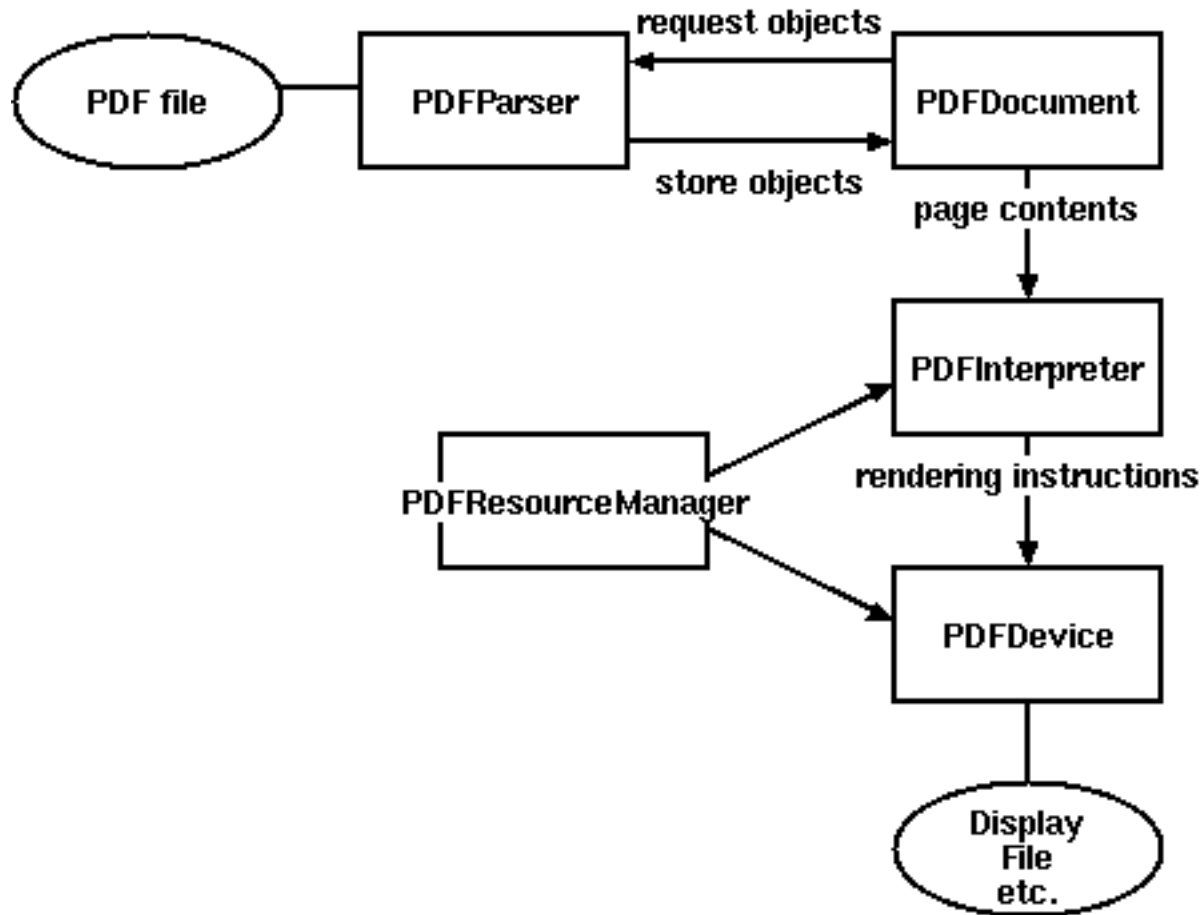 request objects
PDF file
PDFParser
PDFDocument
store objects
page contents
PDFInterpreter
PDFResourceManager
rendering instructions
PDFDevice
Display
File
etc.